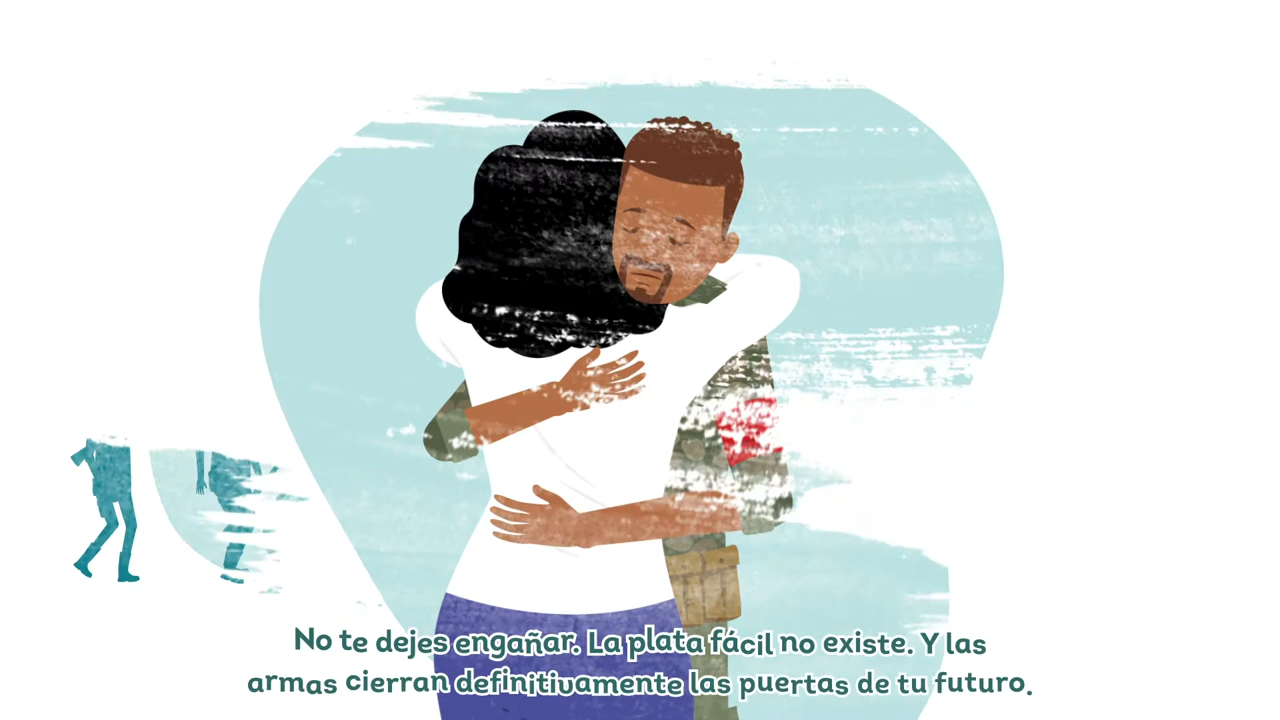 No te dejes engañar. La plata fácil no existe. Y las
armas cierran definitivamente las puertas de tu futuro.